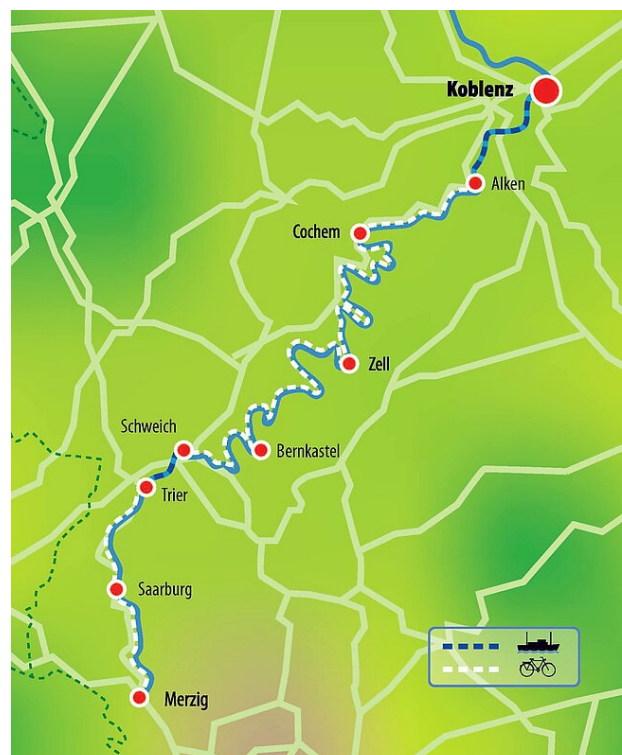 Koblenz
Alken
Cochem
Zell
Schweich
Bernkastel
Trier
Saarburg
Merzig